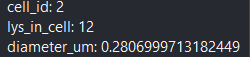 cell_id: 2
lys_in_cell: 12
diameter_um: 0.2806999713182449